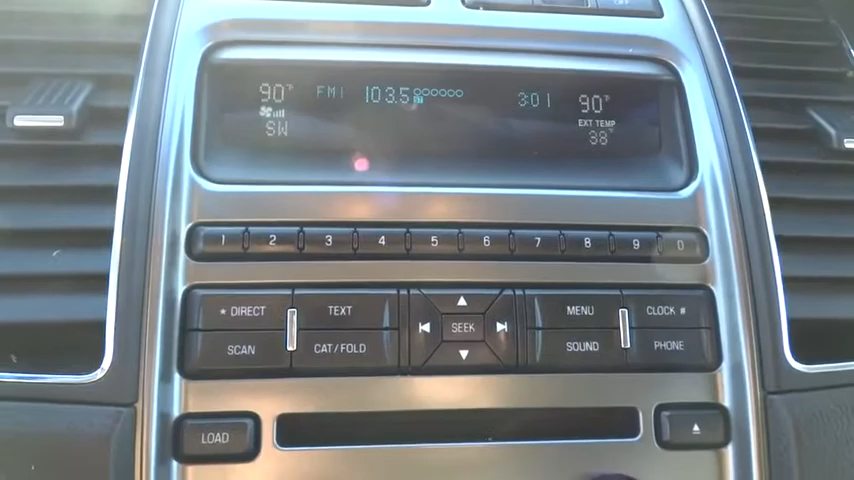 OFF
90°F FM1 103.5 3:01 90°F
SW EXT TEMP
38°F
1 2 3 4 5 6 7 8 9 0
* DIRECT TEXT MENU CLOCK #
SEEK
SCAN CAT/FOLD SOUND PHONE
LOAD